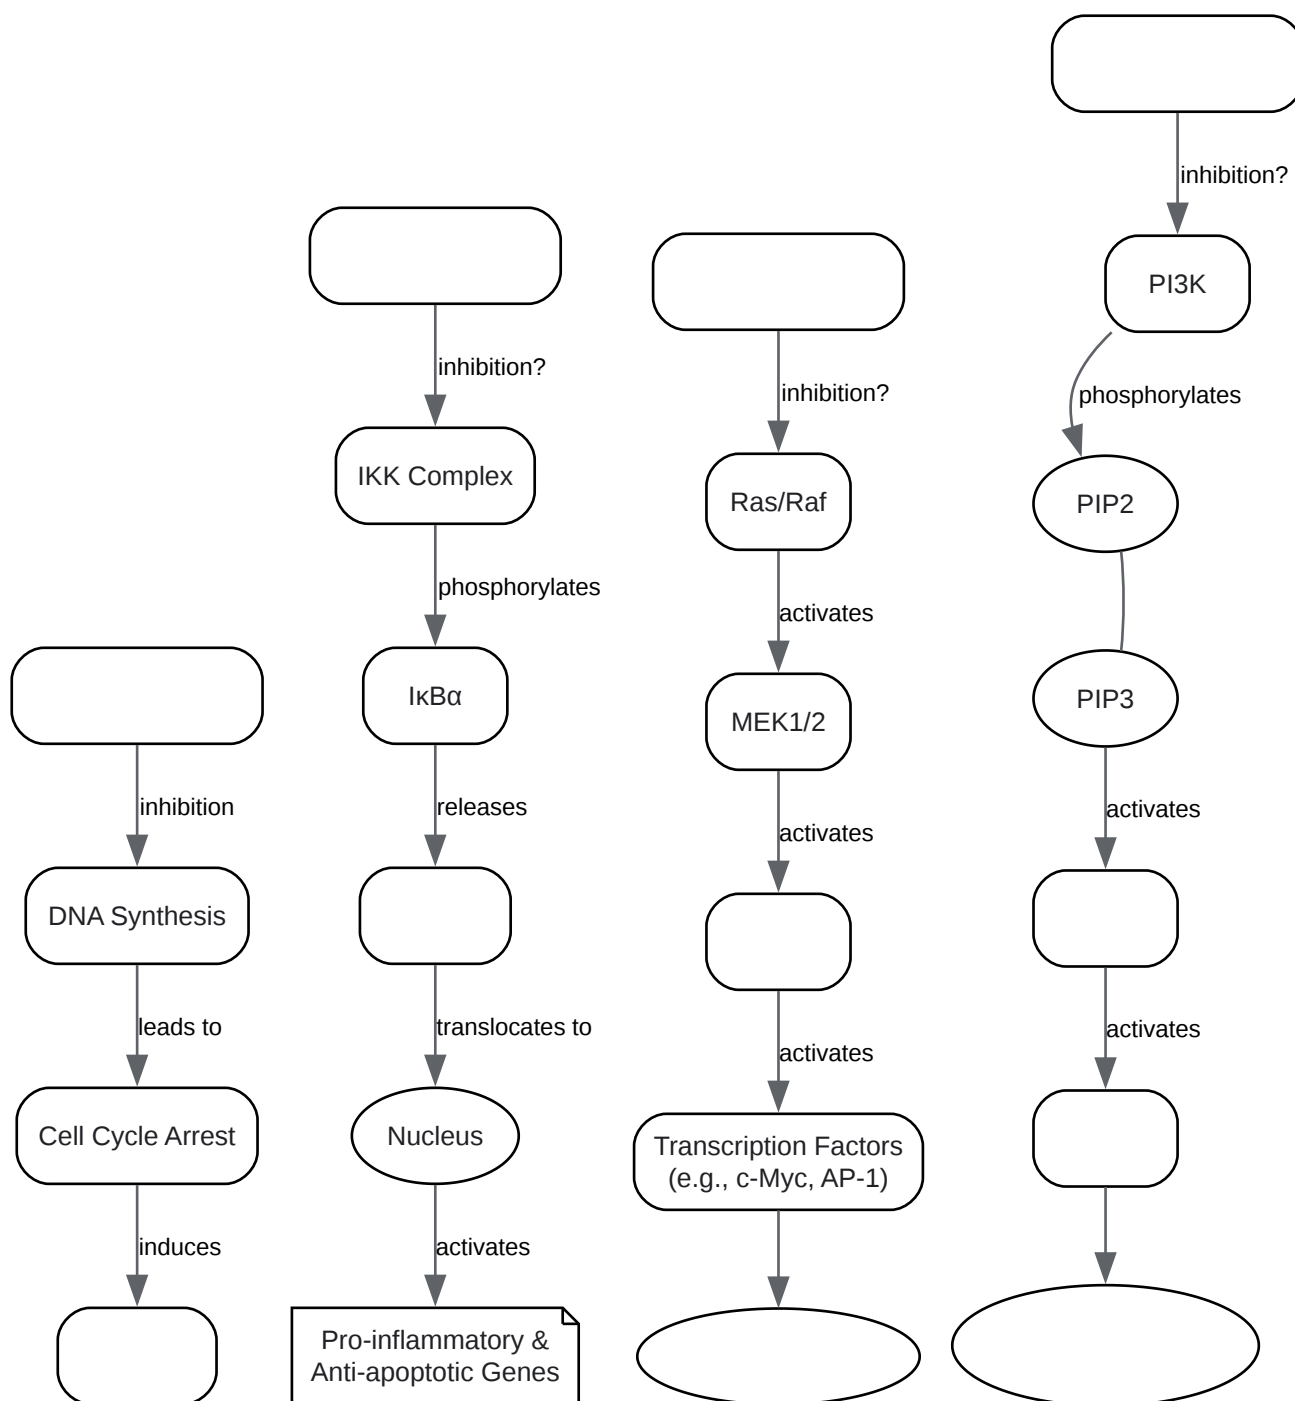 inhibition
DNA Synthesis
leads to
Cell Cycle Arrest
induces
inhibition?
IKK Complex
phosphorylates
IκBα
releases
translocates to
Nucleus
activates
Pro-inflammatory &
Anti-apoptotic Genes
inhibition?
Ras/Raf
activates
MEK1/2
activates
activates
Transcription Factors
(e.g., c-Myc, AP-1)
inhibition?
PI3K
phosphorylates
PIP2
PIP3
activates
activates